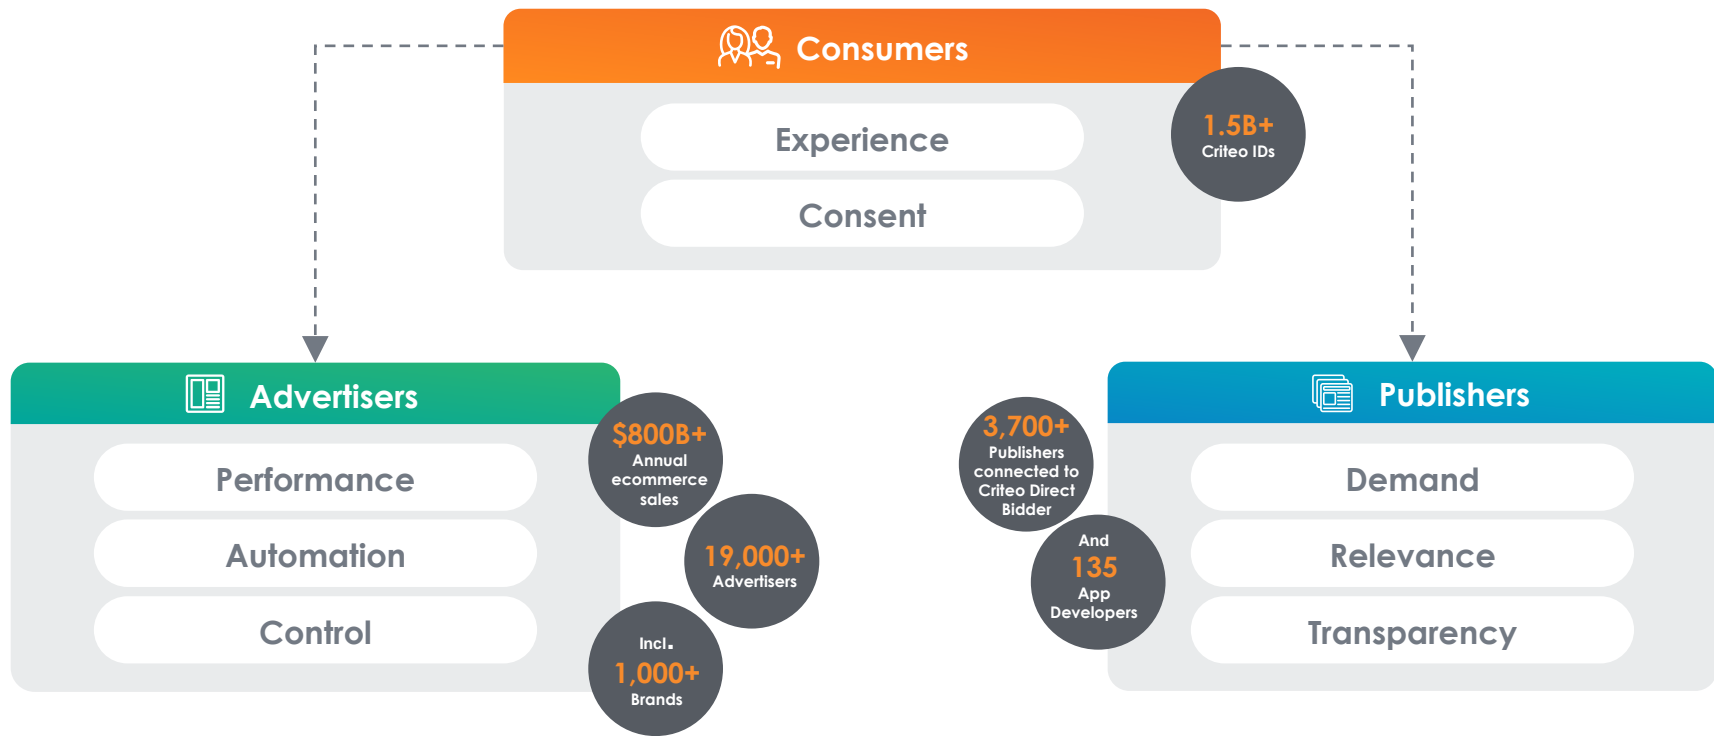 Consumers
Experience
Consent
1.5B+
Criteo IDs
Advertisers
Performance
Automation
Control
$800B+
Annual
ecommerce
sales
19,000+
Advertisers
Incl.
1,000+
Brands
Publishers
Demand
Relevance
Transparency
3,700+
Publishers
connected to
Criteo Direct
Bidder
And
135
App
Developers